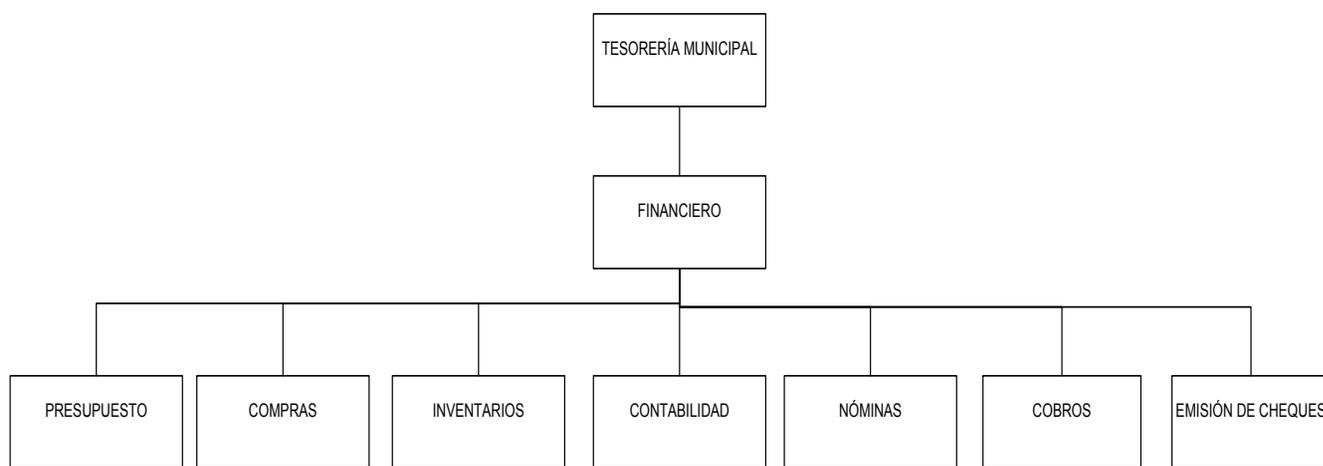 TESORERÍA MUNICIPAL
FINANCIERO
PRESUPUESTO
COMPRAS
INVENTARIOS
CONTABILIDAD
NÓMINAS
COBROS
EMISIÓN DE CHEQUES